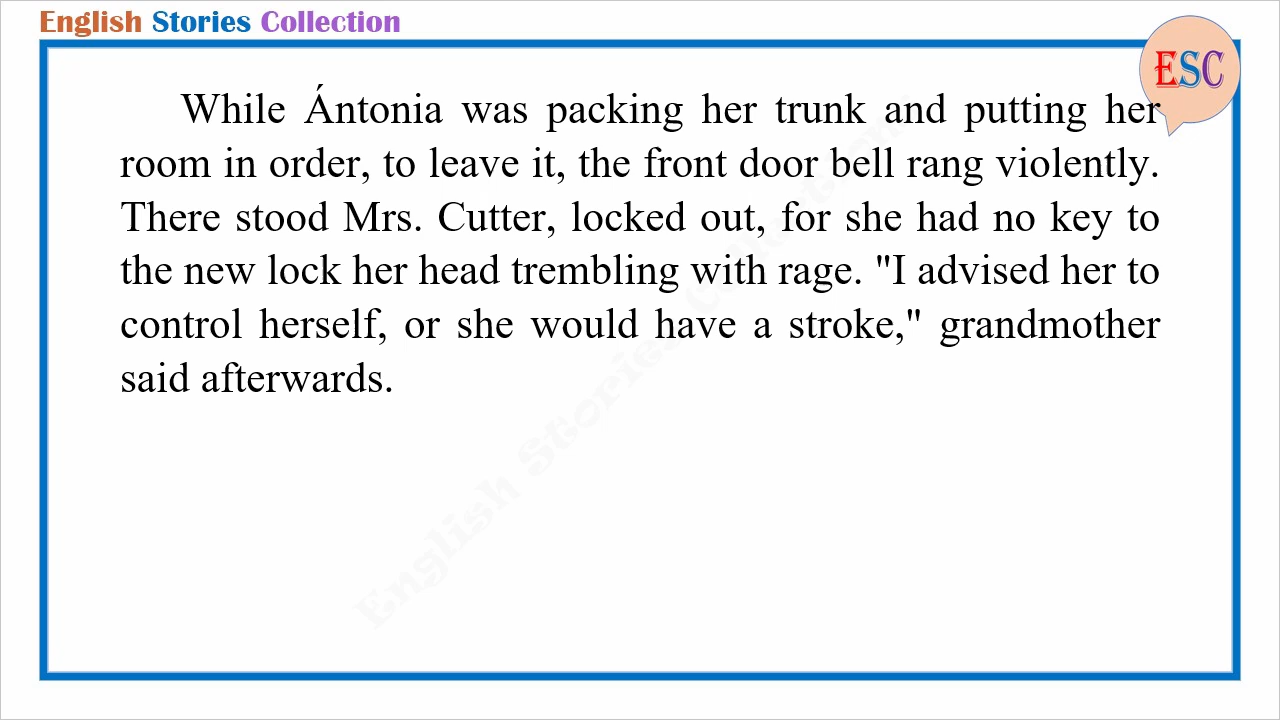 English Stories Collection
ESC
While Ántonia was packing her trunk and putting her
room in order, to leave it, the front door bell rang violently.
There stood Mrs. Cutter, locked out, for she had no key to
the new lock her head trembling with rage. "I advised her to
control herself, or she would have a stroke," grandmother
said afterwards.
English Stories Collection